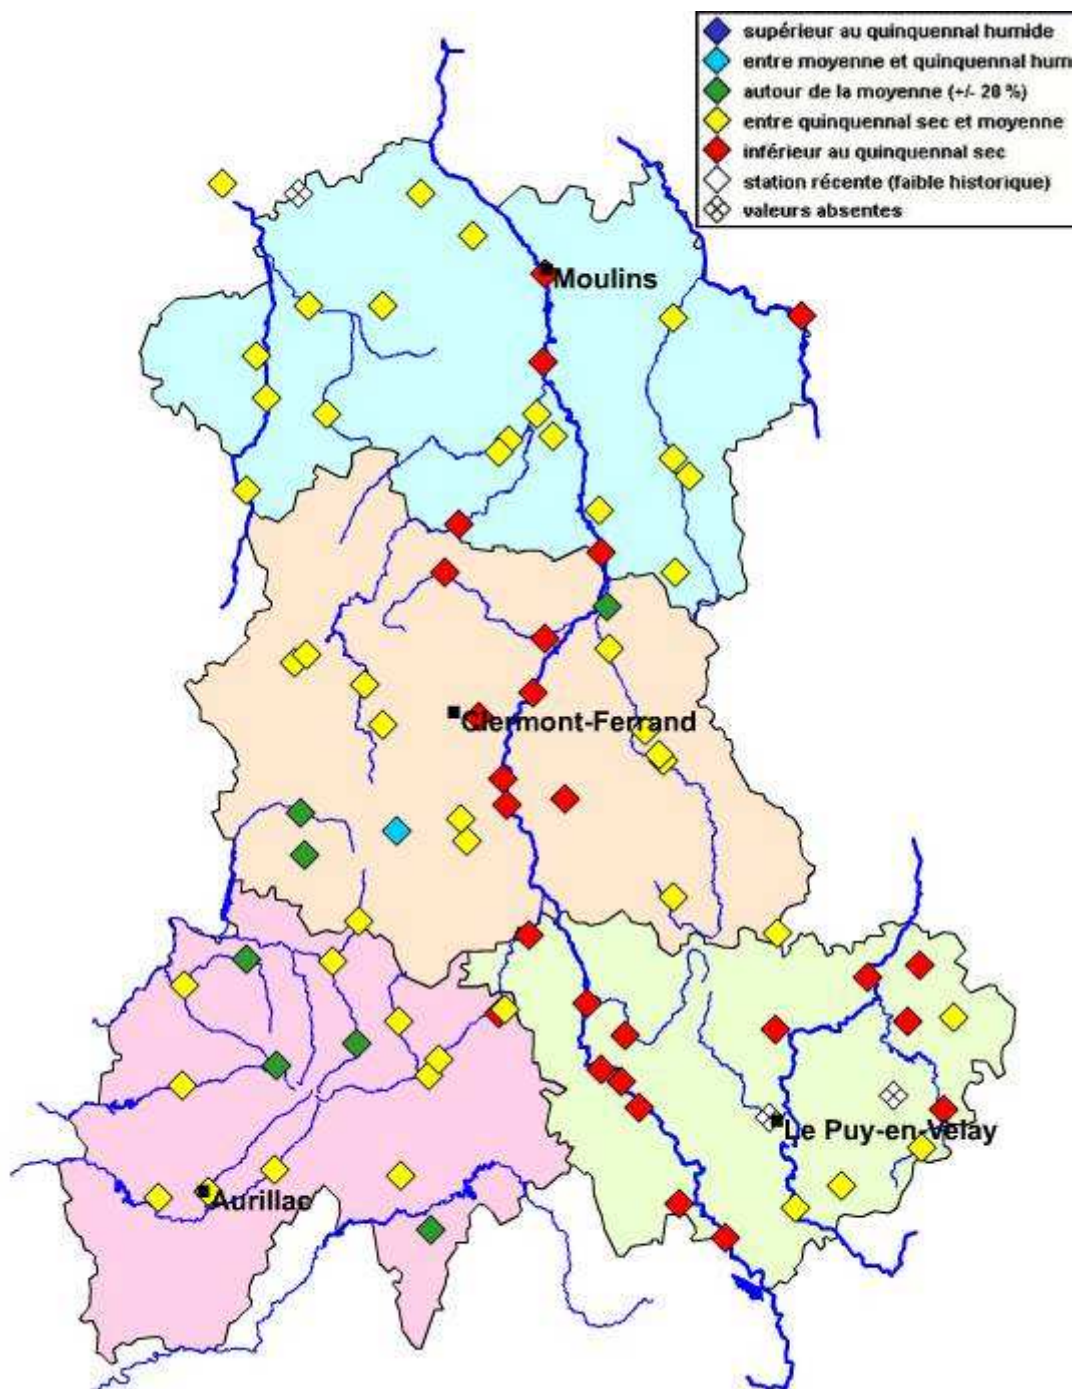 supérieur au quinquennal humide
entre moyenne et quinquennal hum
autour de la moyenne (+/- 20 %)
entre quinquennal sec et moyenne
inférieur au quinquennal sec
station récente (faible historique)
valeurs absentes
Moulins
Clermont-Ferrand
Le Puy-en-Velay
Aurillac